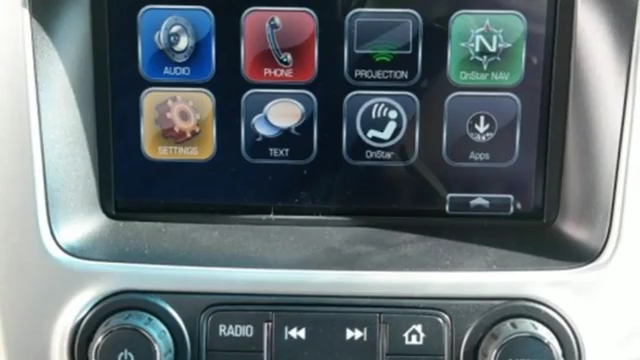 AUDIO PHONE PROJECTION OnStar NAV
SETTINGS TEXT OnStar Apps
RADIO